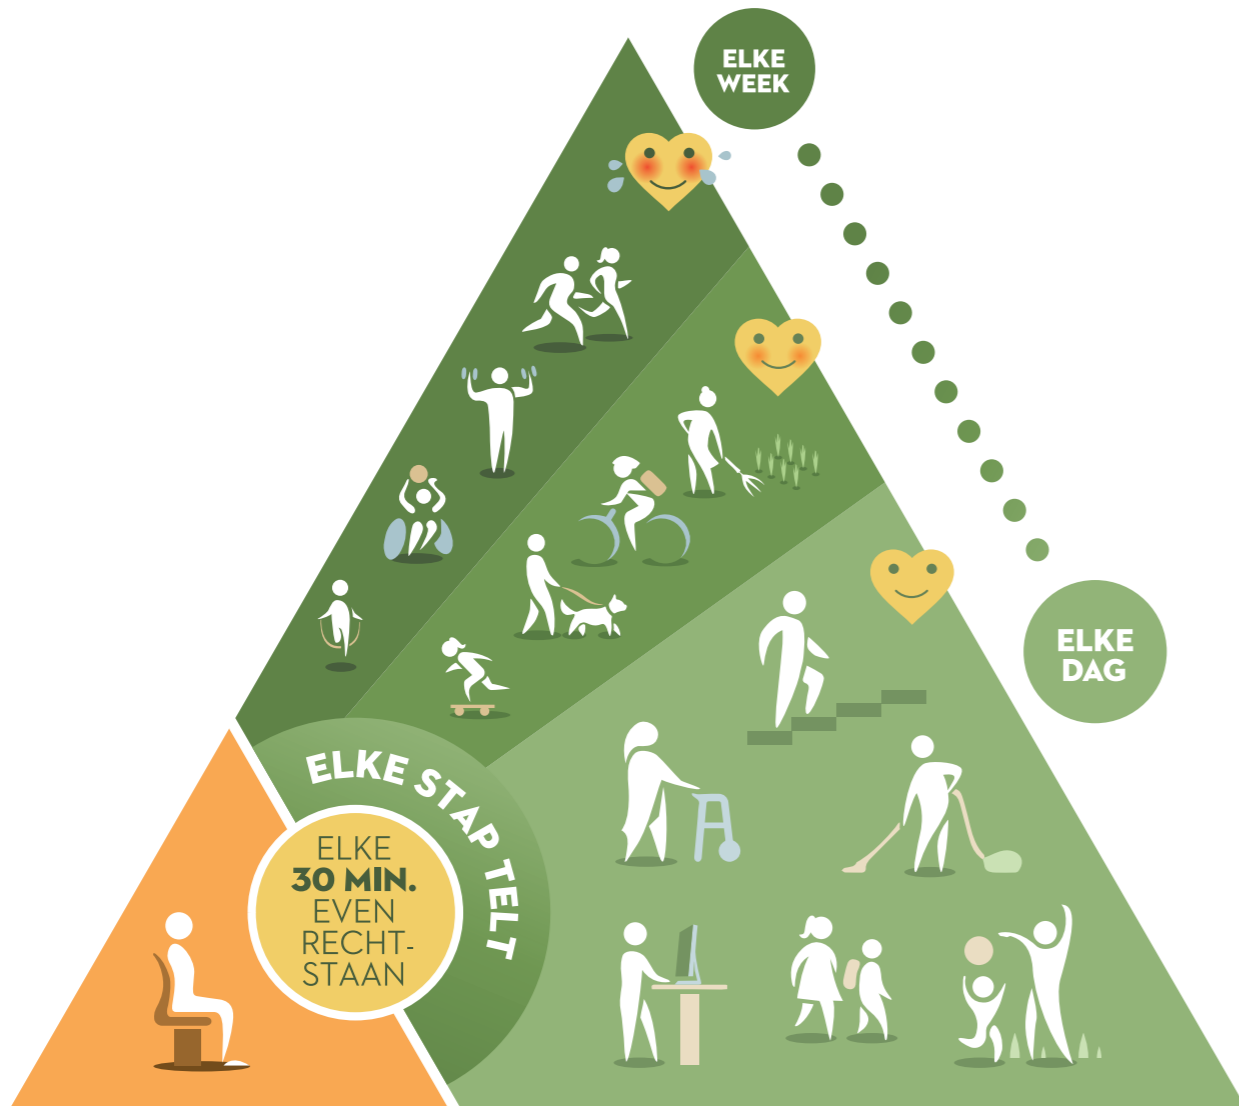 ELKE
WEEK
ELKE
DAG
ELKE STAP TELT
ELKE
30 MIN.
EVEN
RECHT-
STAAN